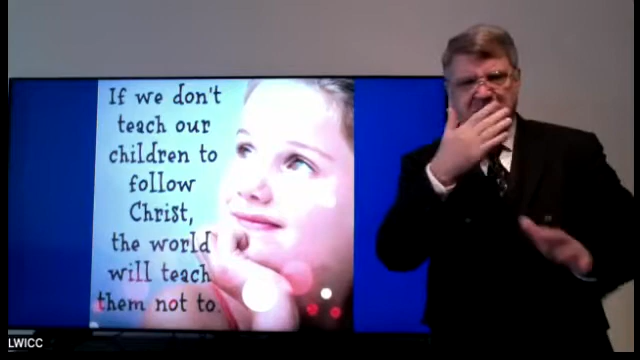 If we don't
teach our
children to
follow
Christ,
the world
will teach
them not to.
LWICC